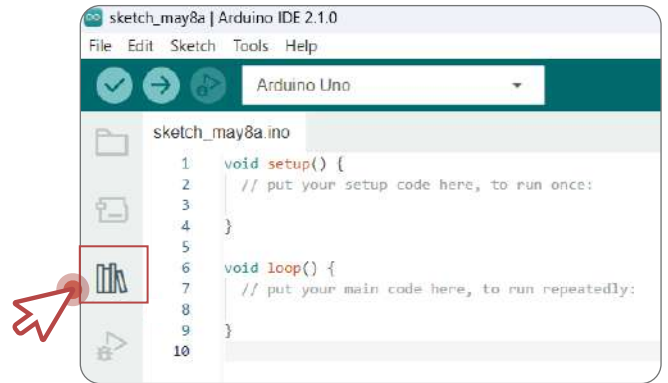 sketch_may8a | Arduino IDE 2.1.0
File Edit Sketch Tools Help
Arduino Uno
sketch_may8a.ino
1 void setup() {
2 // put your setup code here, to run once:
3
4 }
5
6 void loop() {
7 // put your main code here, to run repeatedly:
8
9 }
10